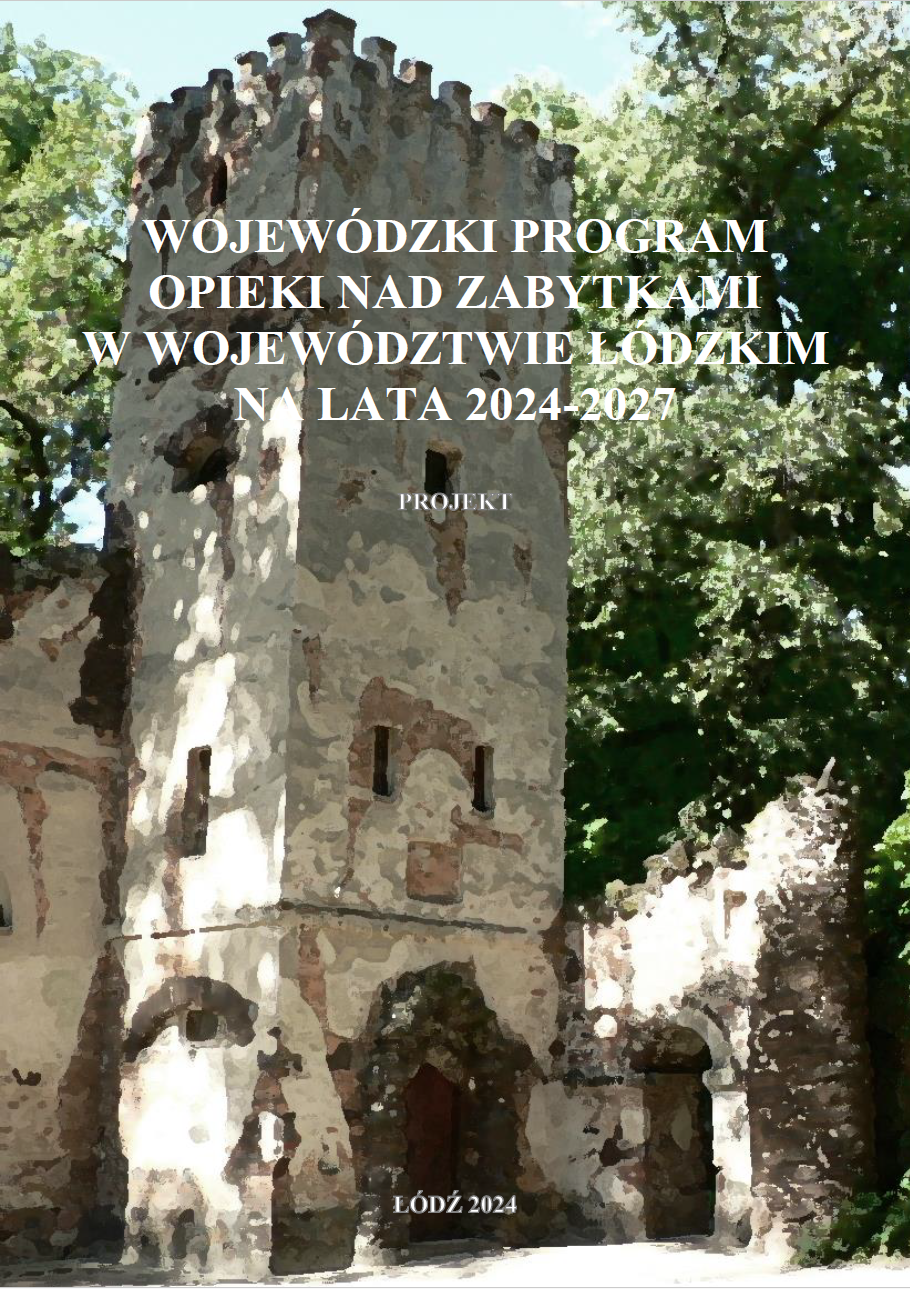 WOJEWÓDZKI PROGRAM
OPIEKI NAD ZABYTKAMI
W WOJEWÓDZTWIE ŁÓDZKIM
NA LATA 2024-2027
PROJEKT
ŁÓDŹ 2024